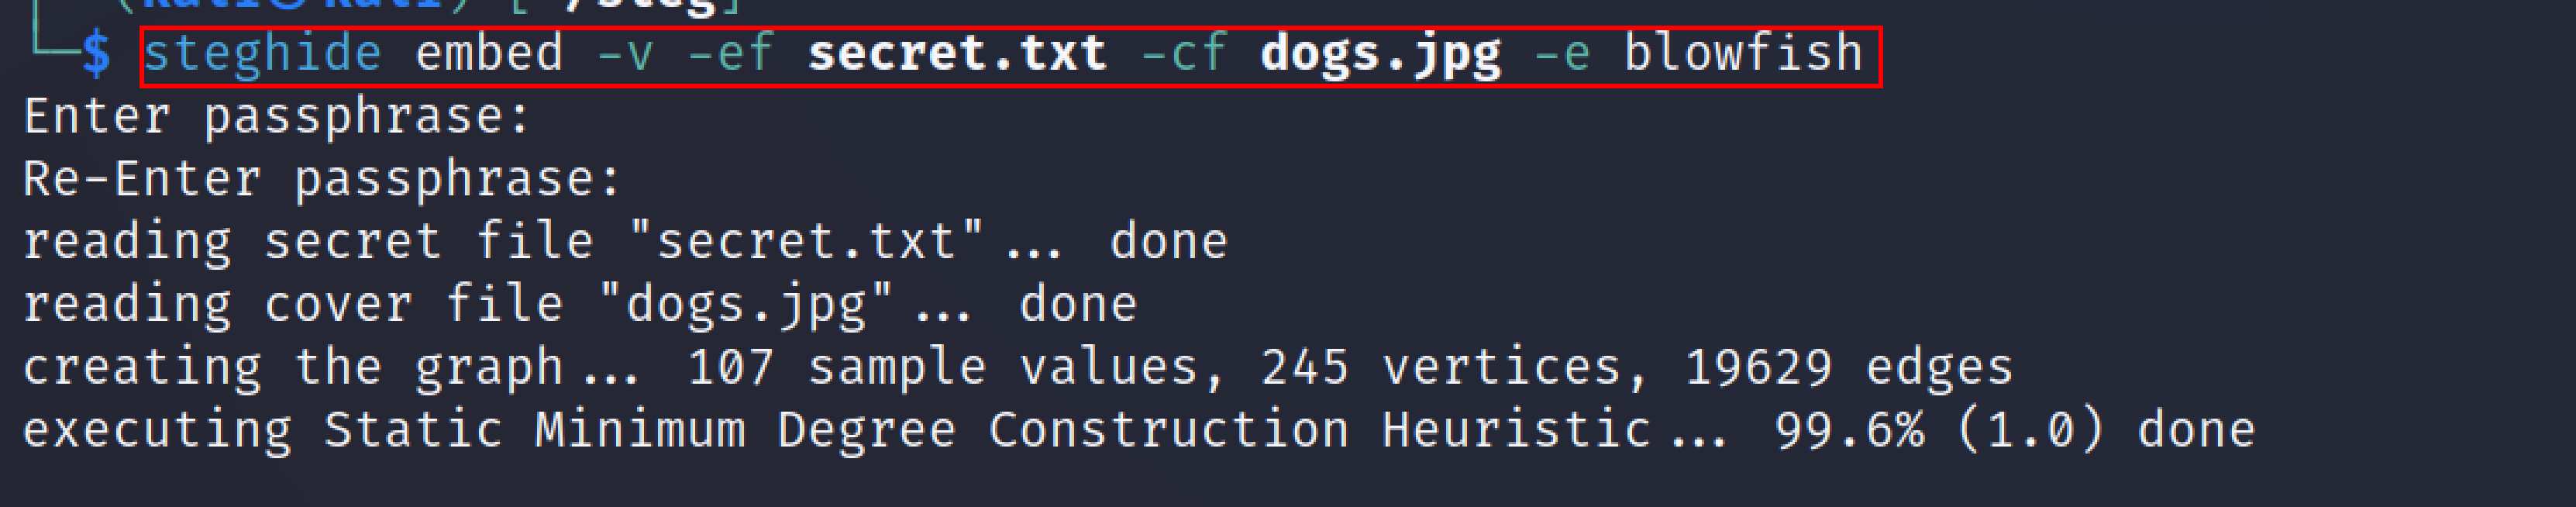 └─$ steghide embed -v -ef secret.txt -cf dogs.jpg -e blowfish
Enter passphrase:
Re-Enter passphrase:
reading secret file "secret.txt"... done
reading cover file "dogs.jpg"... done
creating the graph... 107 sample values, 245 vertices, 19629 edges
executing Static Minimum Degree Construction Heuristic... 99.6% (1.0) done